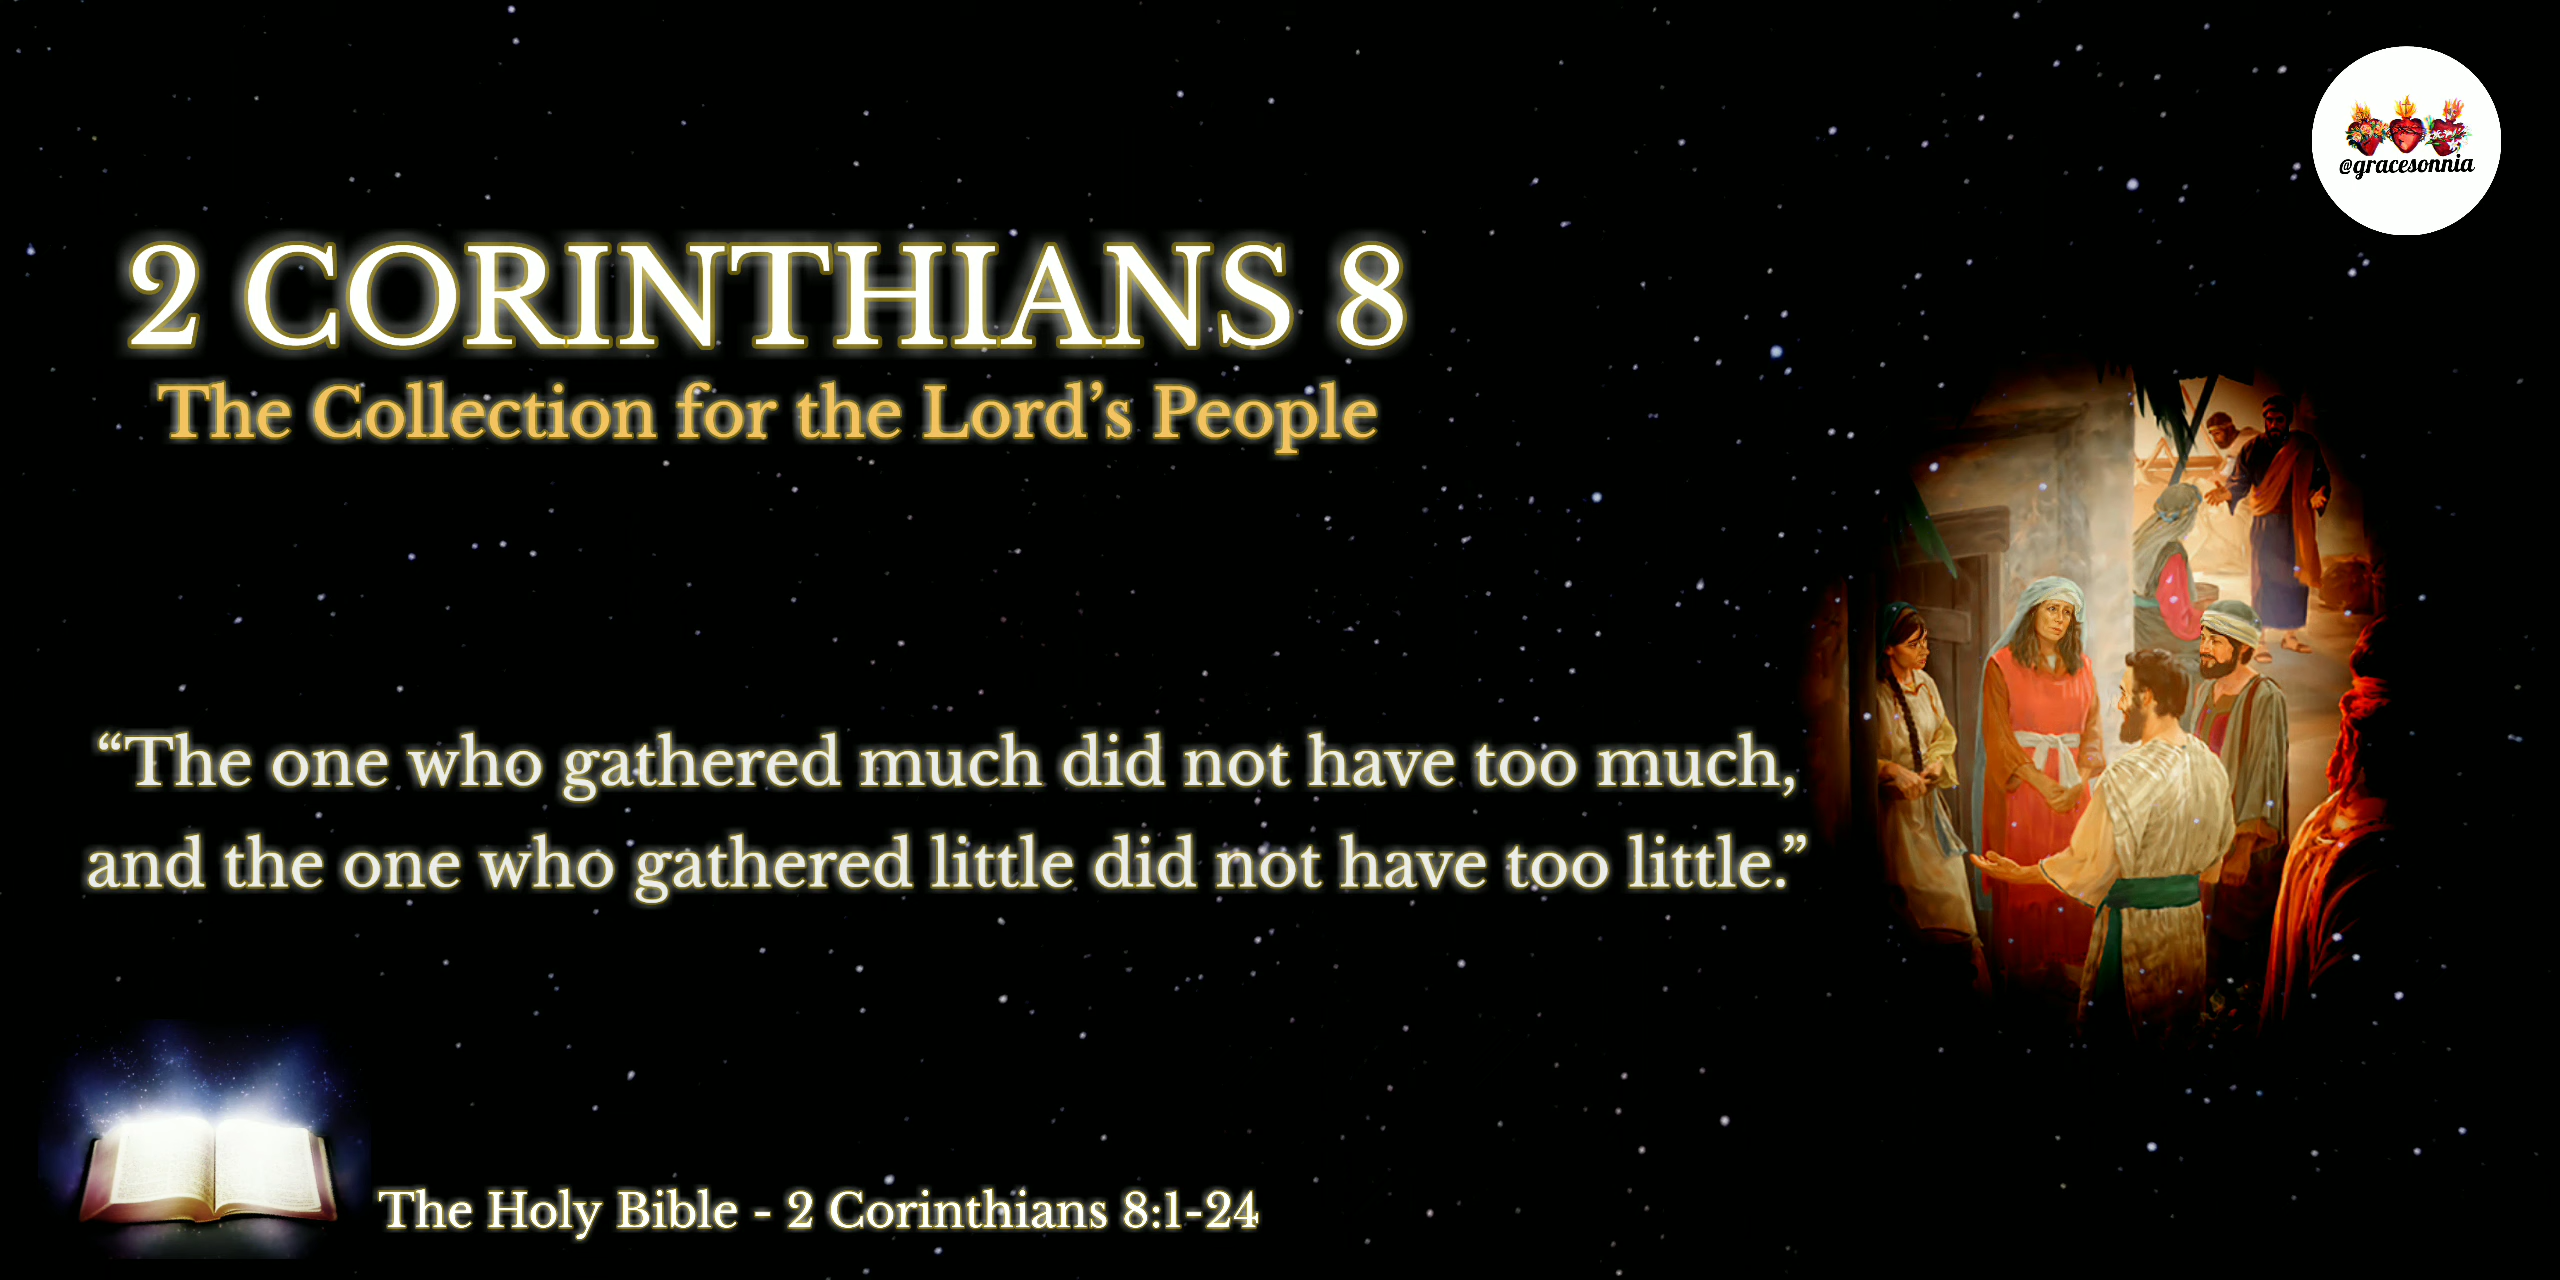 @gracesonnia
2 CORINTHIANS 8
The Collection for the Lord’s People
“The one who gathered much did not have too much,
and the one who gathered little did not have too little.”
The Holy Bible - 2 Corinthians 8:1-24